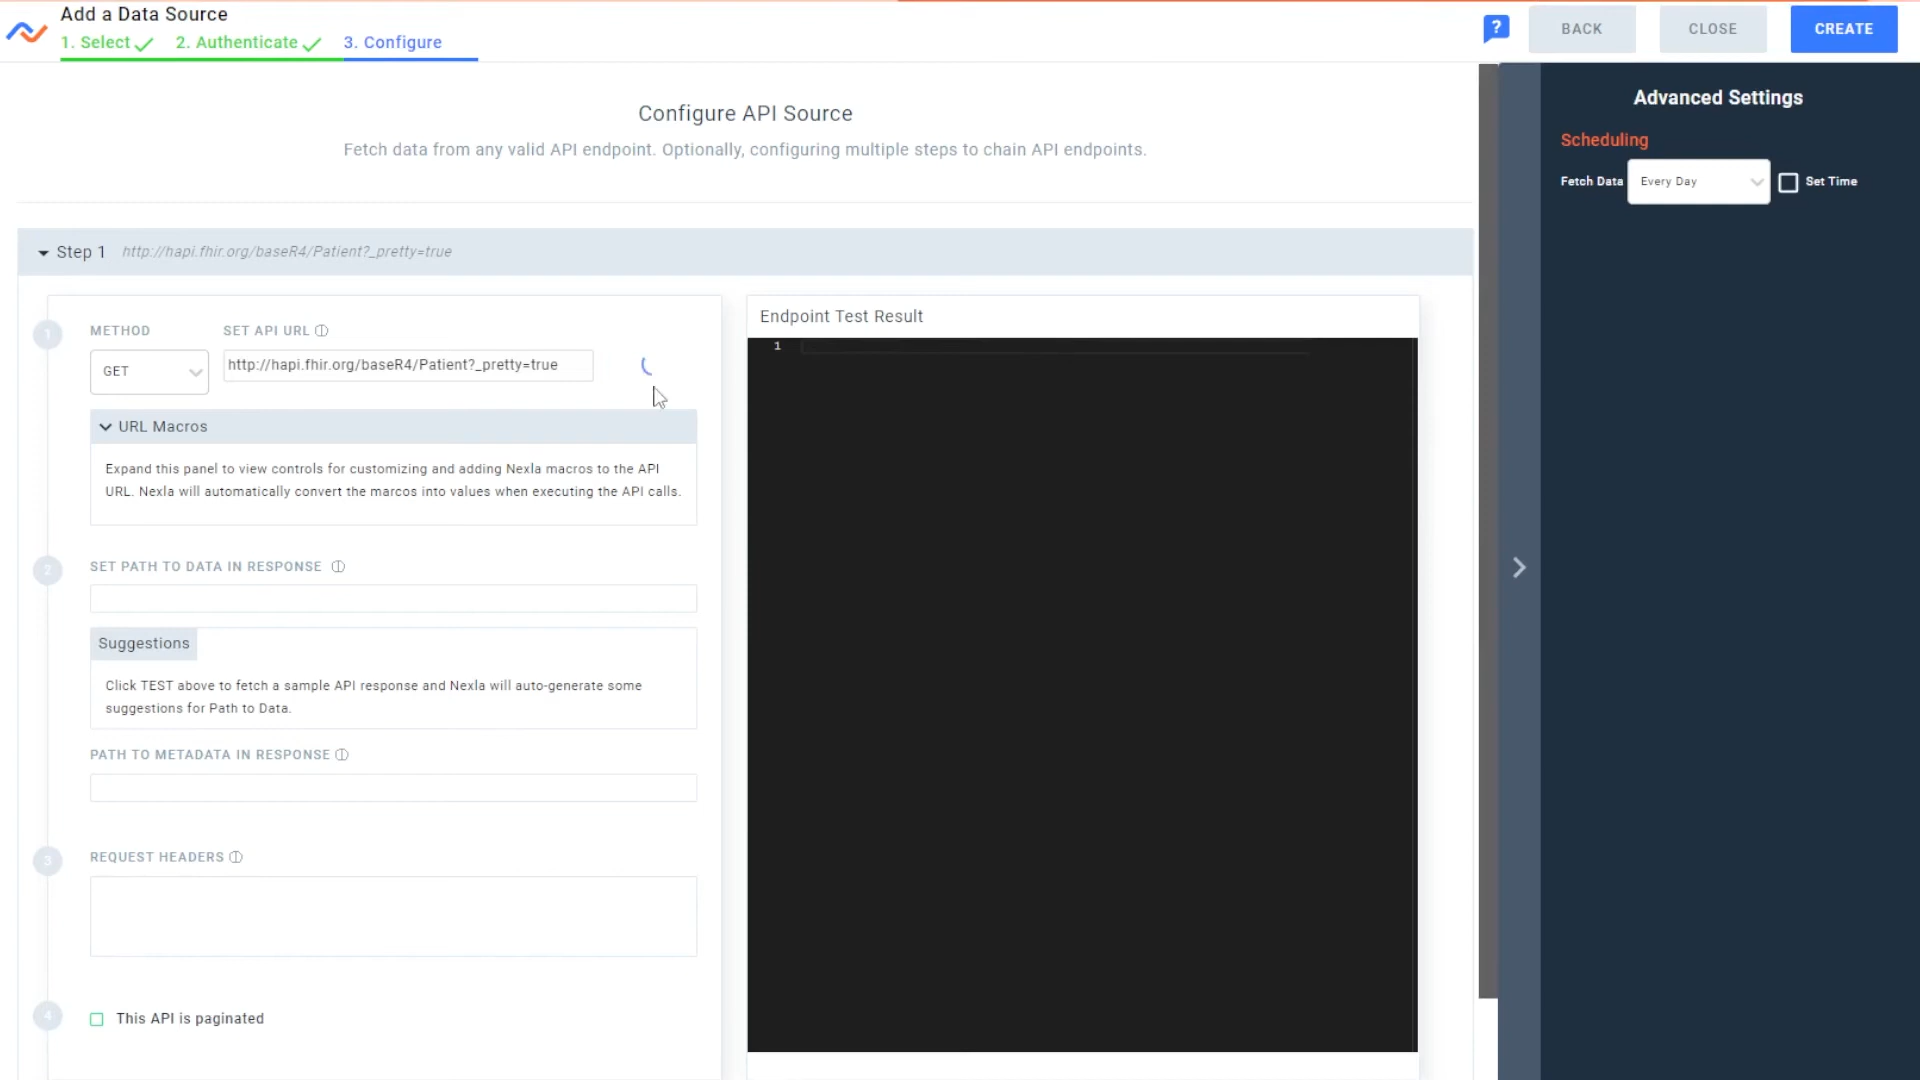 Add a Data Source
1. Select
2. Authenticate
3. Configure
?
BACK
CLOSE
CREATE
Configure API Source
Fetch data from any valid API endpoint. Optionally, configuring multiple steps to chain API endpoints.
Step 1 http://hapi.fhir.org/baseR4/Patient?_pretty=true
1
METHOD
SET API URL
GET
http://hapi.fhir.org/baseR4/Patient?_pretty=true
URL Macros
Expand this panel to view controls for customizing and adding Nexla macros to the API
URL. Nexla will automatically convert the marcos into values when executing the API calls.
2
SET PATH TO DATA IN RESPONSE
Suggestions
Click TEST above to fetch a sample API response and Nexla will auto-generate some
suggestions for Path to Data.
PATH TO METADATA IN RESPONSE
3
REQUEST HEADERS
4
This API is paginated
Endpoint Test Result
1
Advanced Settings
Scheduling
Fetch Data
Every Day
Set Time